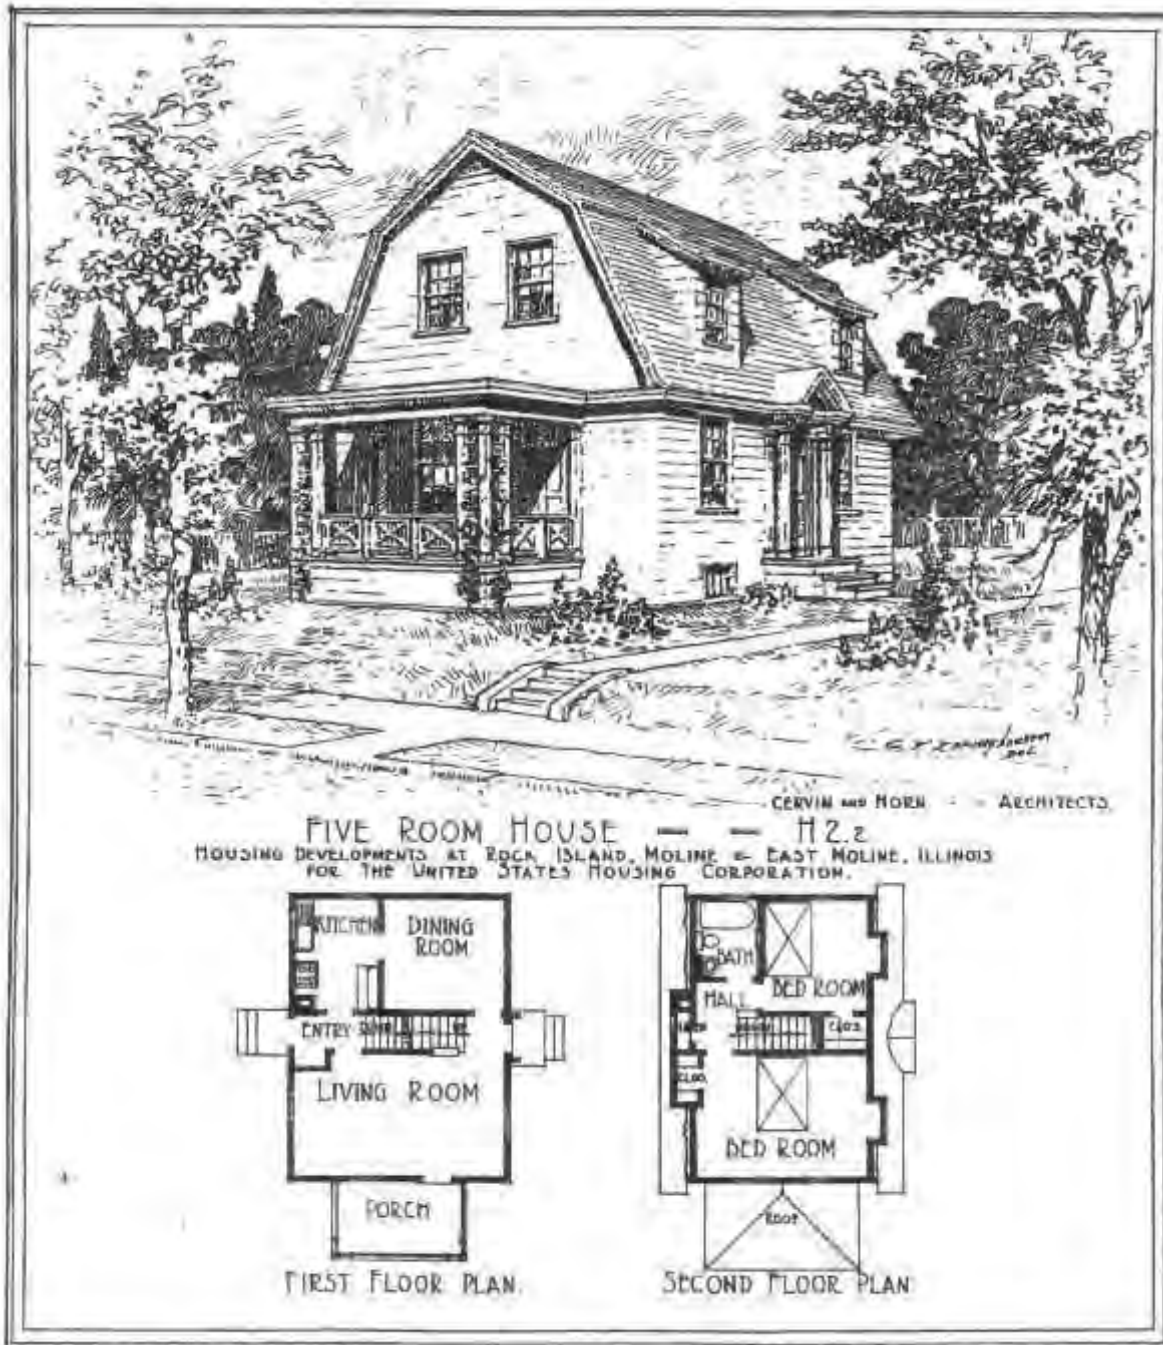 CERVIN AND HORN - - ARCHITECTS.
FIVE ROOM HOUSE — — H2.2
HOUSING DEVELOPMENTS AT ROCK ISLAND, MOLINE & EAST MOLINE, ILLINOIS
FOR THE UNITED STATES HOUSING CORPORATION.
KITCHEN
DINING
ROOM
ENTRY
LIVING ROOM
PORCH
FIRST FLOOR PLAN.
BATH
BED ROOM
HALL
CLOS.
CLOS.
BED ROOM
ROOF
SECOND FLOOR PLAN